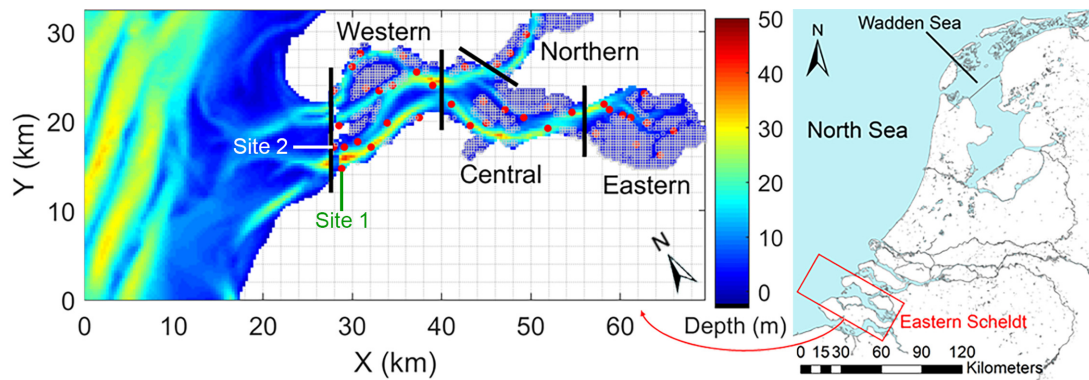 30
20
10
0
Y (km)
0
10
20
30
40
50
60
X (km)
Western
Northern
Central
Eastern
Site 2
Site 1
N
50
40
30
20
10
0
Depth (m)
N
Wadden Sea
North Sea
Eastern Scheldt
0 15 30 60 90 120
Kilometers